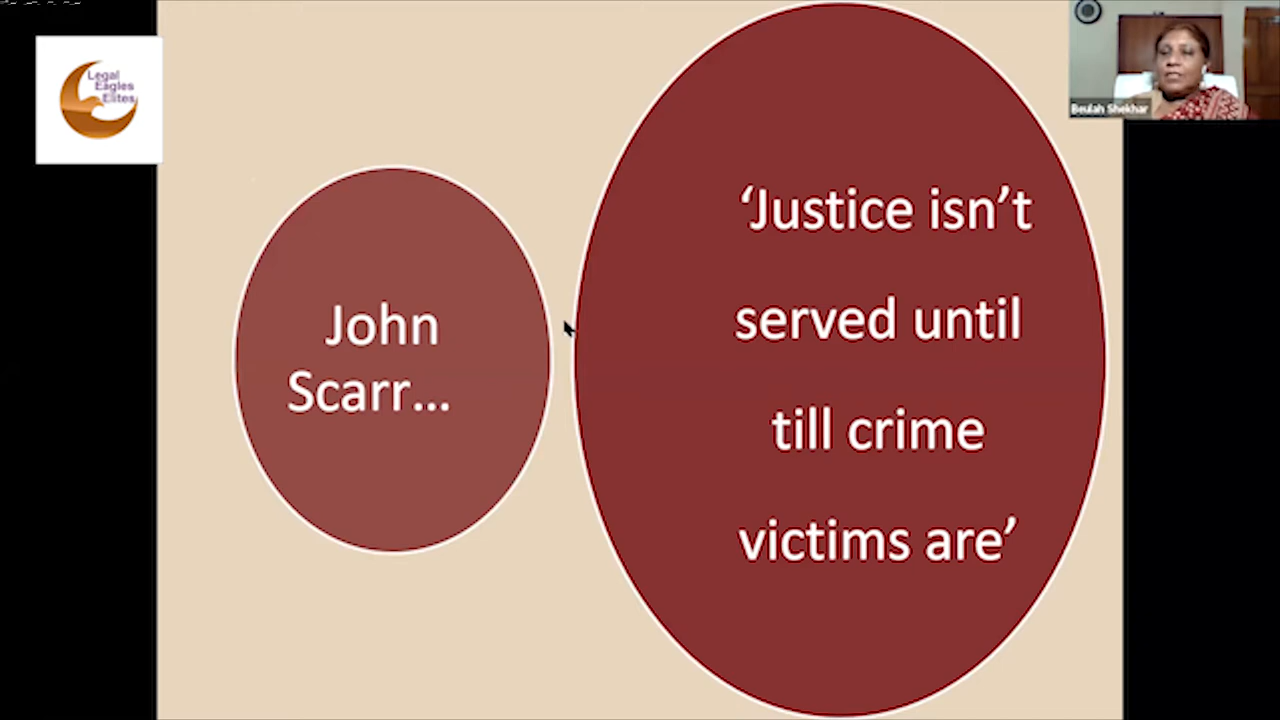 Legal
Eagles
Elites
John
Scarr...
‘Justice isn’t
served until
till crime
victims are’
Beulah Shekhar